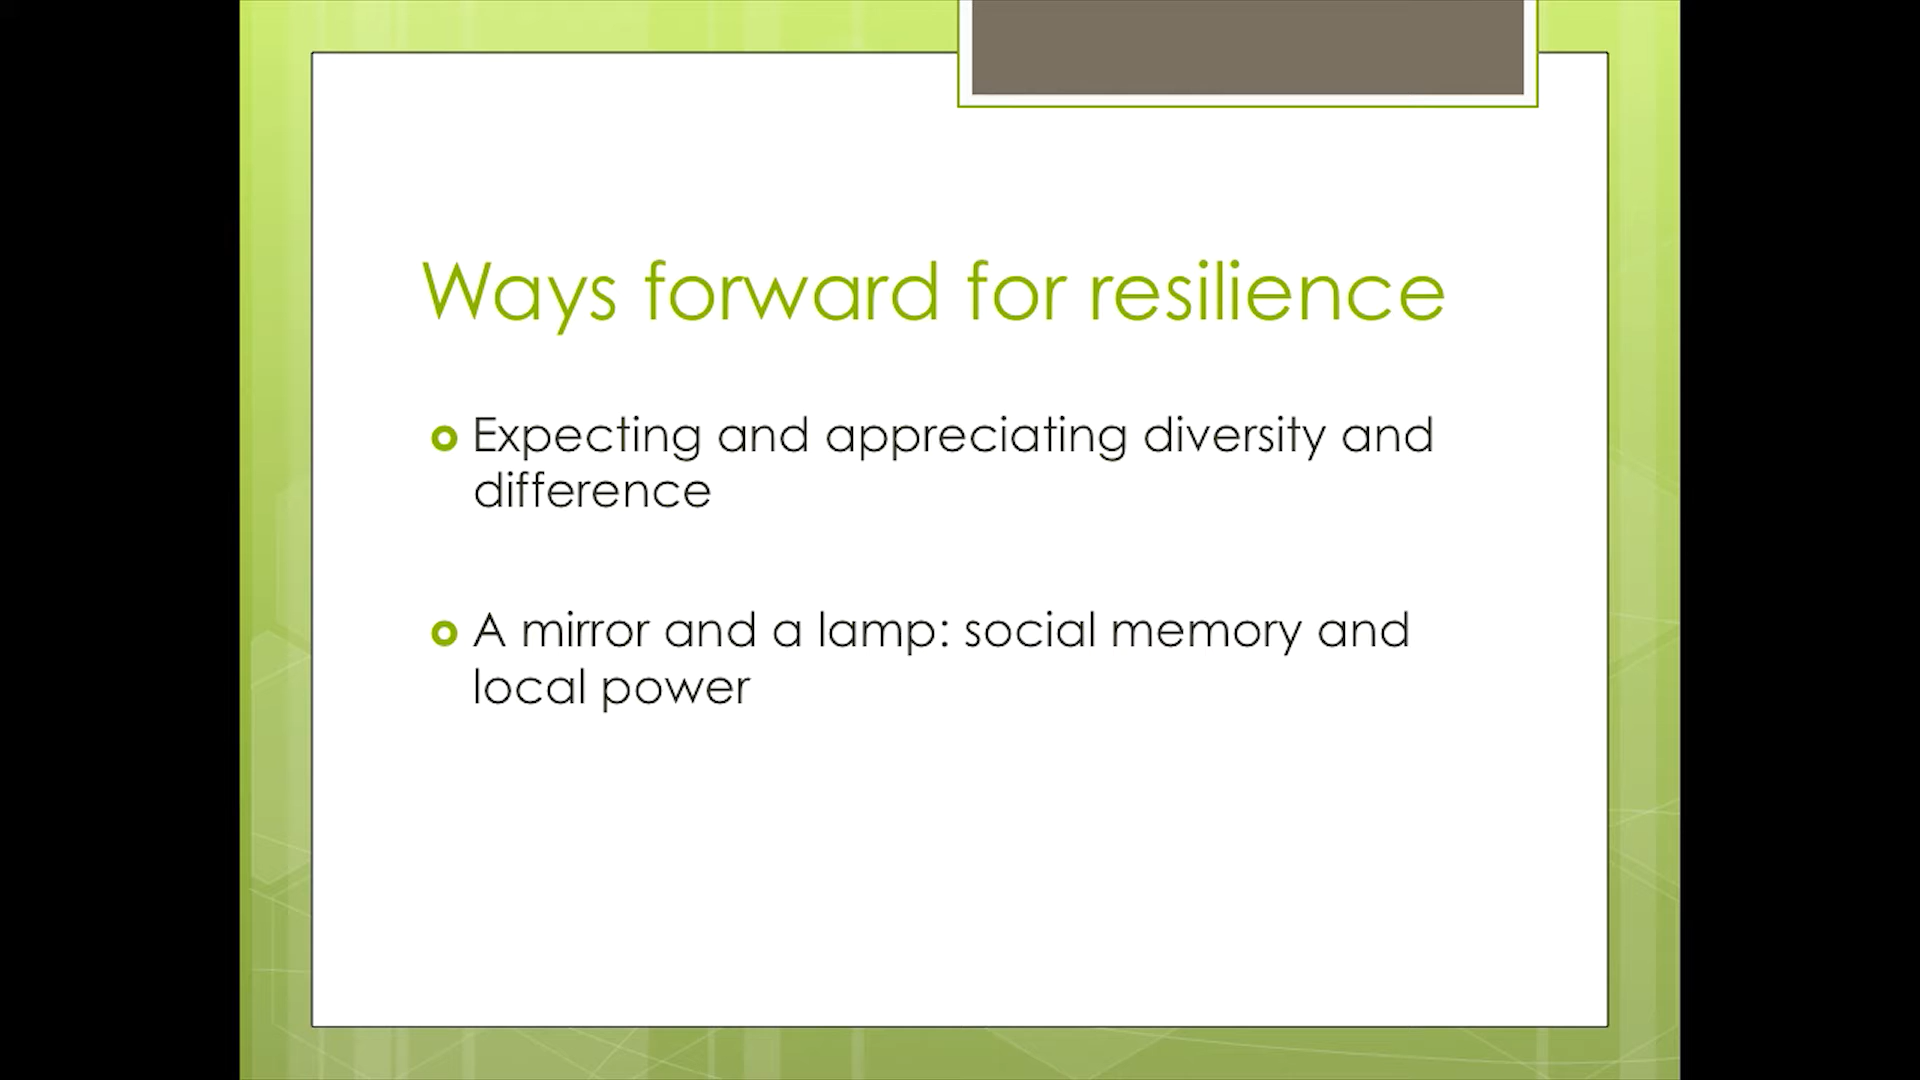 Ways forward for resilience
Expecting and appreciating diversity and
difference
A mirror and a lamp: social memory and
local power